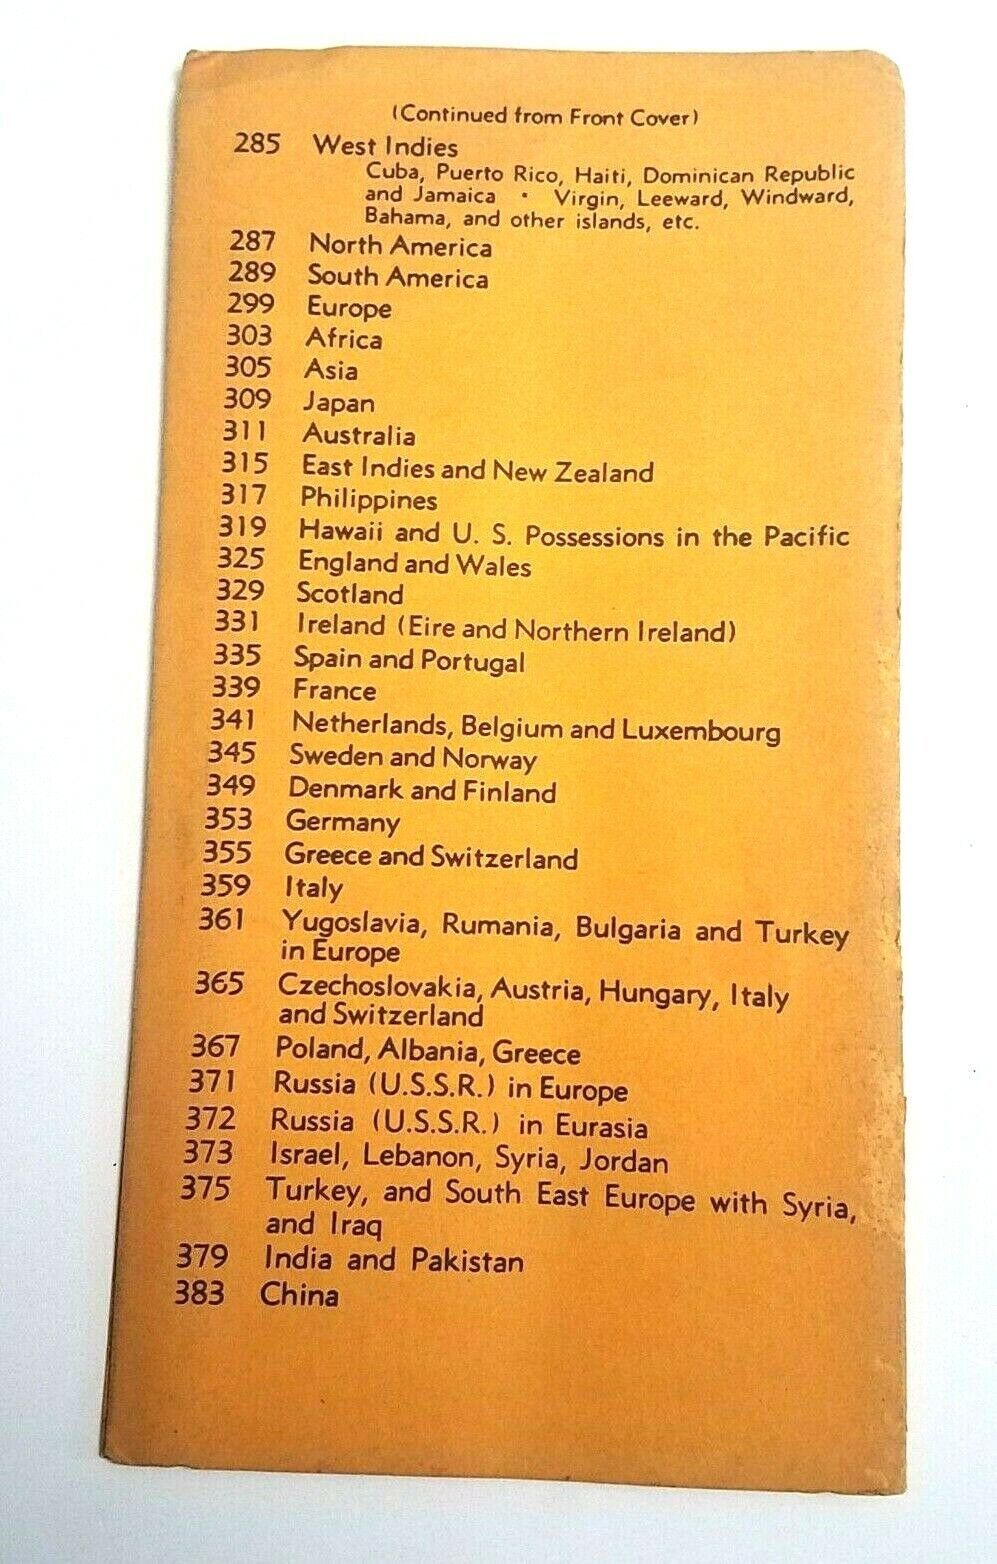 (Continued from Front Cover)
285 West Indies
Cuba, Puerto Rico, Haiti, Dominican Republic
and Jamaica • Virgin, Leeward, Windward,
Bahama, and other islands, etc.
287 North America
289 South America
299 Europe
303 Africa
305 Asia
309 Japan
311 Australia
315 East Indies and New Zealand
317 Philippines
319 Hawaii and U. S. Possessions in the Pacific
325 England and Wales
329 Scotland
331 Ireland (Eire and Northern Ireland)
335 Spain and Portugal
339 France
341 Netherlands, Belgium and Luxembourg
345 Sweden and Norway
349 Denmark and Finland
353 Germany
355 Greece and Switzerland
359 Italy
361 Yugoslavia, Rumania, Bulgaria and Turkey
in Europe
365 Czechoslovakia, Austria, Hungary, Italy
and Switzerland
367 Poland, Albania, Greece
371 Russia (U.S.S.R.) in Europe
372 Russia (U.S.S.R.) in Eurasia
373 Israel, Lebanon, Syria, Jordan
375 Turkey, and South East Europe with Syria,
and Iraq
379 India and Pakistan
383 China